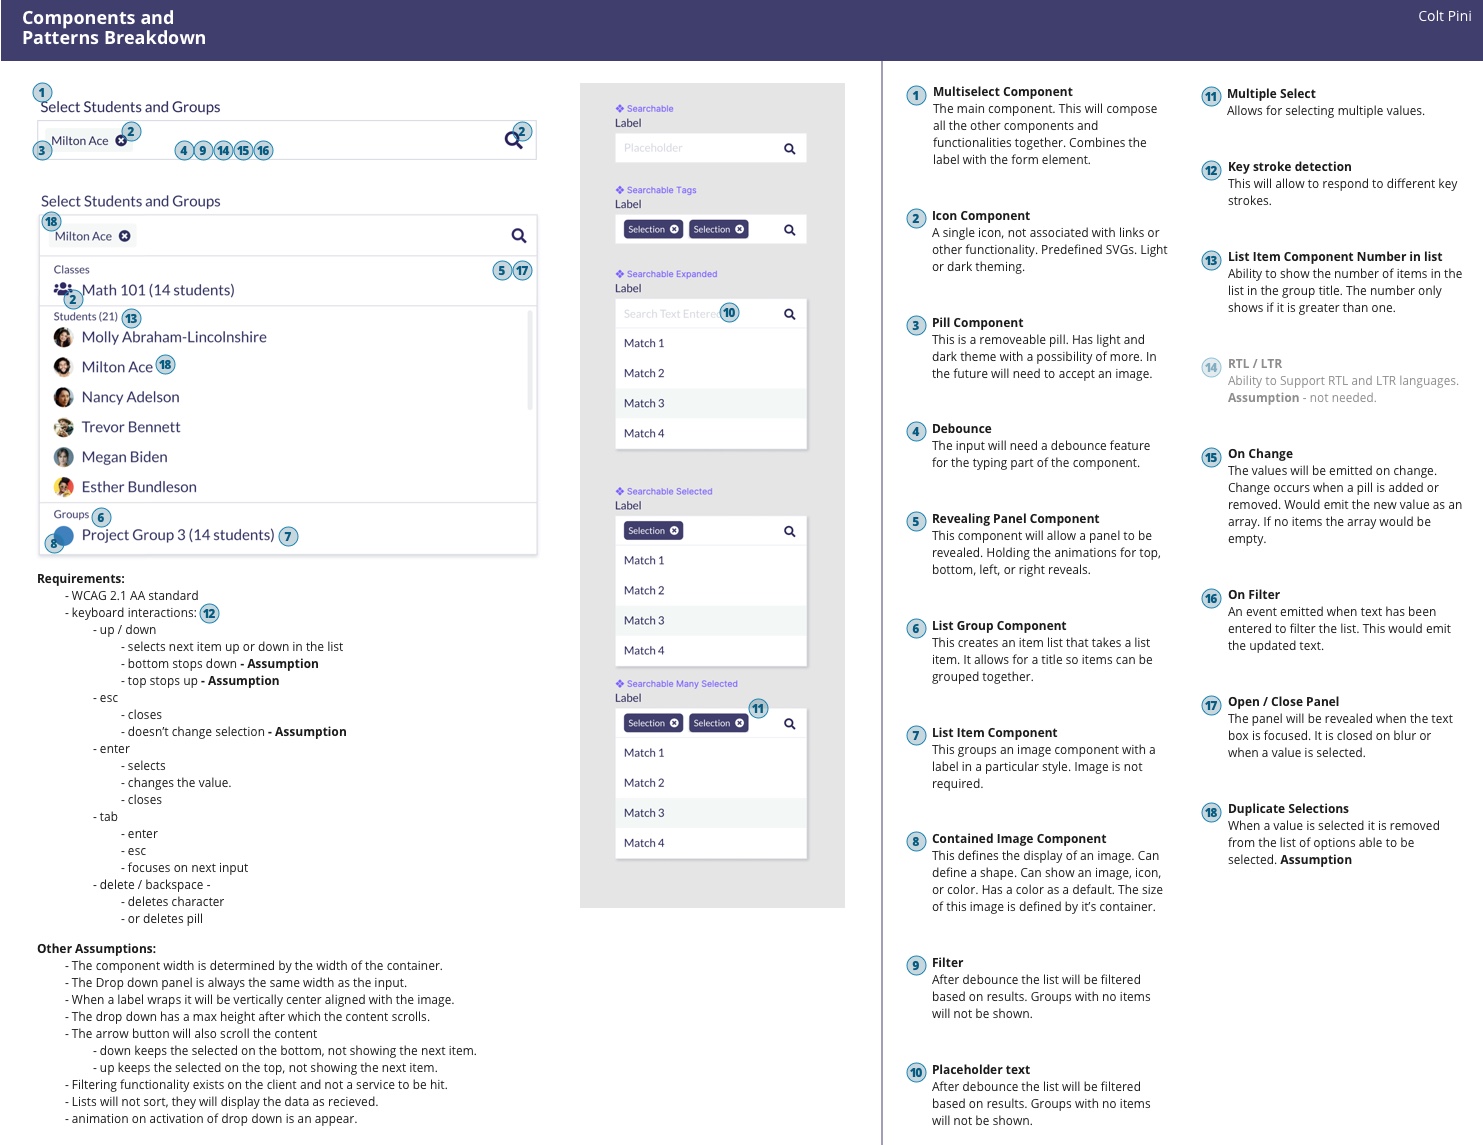 Components and
Patterns Breakdown
Colt Pini
1
Select Students and Groups
Milton Ace
2
2
3
4
9
14
15
16
Select Students and Groups
18
Milton Ace
Classes
5
17
Math 101 (14 students)
2
Students (21)
13
Molly Abraham-Lincolnshire
Milton Ace
18
Nancy Adelson
Trevor Bennett
Megan Biden
Esther Bundleson
Groups
6
Project Group 3 (14 students)
7
8
Requirements:
- WCAG 2.1 AA standard
- keyboard interactions:
12
- up / down
- selects next item up or down in the list
- bottom stops down - Assumption
- top stops up - Assumption
- esc
- closes
- doesn't change selection - Assumption
- enter
- selects
- changes the value.
- closes
- tab
- enter
- esc
- focuses on next input
- delete / backspace -
- deletes character
- or deletes pill
Other Assumptions:
- The component width is determined by the width of the container.
- The Drop down panel is always the same width as the input.
- When a label wraps it will be vertically center aligned with the image.
- The drop down has a max height after which the content scrolls.
- The arrow button will also scroll the content
- down keeps the selected on the bottom, not showing the next item.
- up keeps the selected on the top, not showing the next item.
- Filtering functionality exists on the client and not a service to be hit.
- Lists will not sort, they will display the data as recieved.
- animation on activation of drop down is an appear.
Searchable
Label
Placeholder
Searchable Tags
Label
Selection
Selection
Searchable Expanded
Label
Search Text Entered
10
Match 1
Match 2
Match 3
Match 4
Searchable Selected
Label
Selection
Match 1
Match 2
Match 3
Match 4
Searchable Many Selected
Label
11
Selection
Selection
Match 1
Match 2
Match 3
Match 4
1
Multiselect Component
The main component. This will compose
all the other components and
functionalities together. Combines the
label with the form element.
2
Icon Component
A single icon, not associated with links or
other functionality. Predefined SVGs. Light
or dark theming.
3
Pill Component
This is a removeable pill. Has light and
dark theme with a possibility of more. In
the future will need to accept an image.
4
Debounce
The input will need a debounce feature
for the typing part of the component.
5
Revealing Panel Component
This component will allow a panel to be
revealed. Holding the animations for top,
bottom, left, or right reveals.
6
List Group Component
This creates an item list that takes a list
item. It allows for a title so items can be
grouped together.
7
List Item Component
This groups an image component with a
label in a particular style. Image is not
required.
8
Contained Image Component
This defines the display of an image. Can
define a shape. Can show an image, icon,
or color. Has a color as a default. The size
of this image is defined by it's container.
9
Filter
After debounce the list will be filtered
based on results. Groups with no items
will not be shown.
10
Placeholder text
After debounce the list will be filtered
based on results. Groups with no items
will not be shown.
11
Multiple Select
Allows for selecting multiple values.
12
Key stroke detection
This will allow to respond to different key
strokes.
13
List Item Component Number in list
Ability to show the number of items in the
list in the group title. The number only
shows if it is greater than one.
14
RTL / LTR
Ability to Support RTL and LTR languages.
Assumption - not needed.
15
On Change
The values will be emitted on change.
Change occurs when a pill is added or
removed. Would emit the new value as an
array. If no items the array would be
empty.
16
On Filter
An event emitted when text has been
entered to filter the list. This would emit
the updated text.
17
Open / Close Panel
The panel will be revealed when the text
box is focused. It is closed on blur or
when a value is selected.
18
Duplicate Selections
When a value is selected it is removed
from the list of options able to be
selected. Assumption